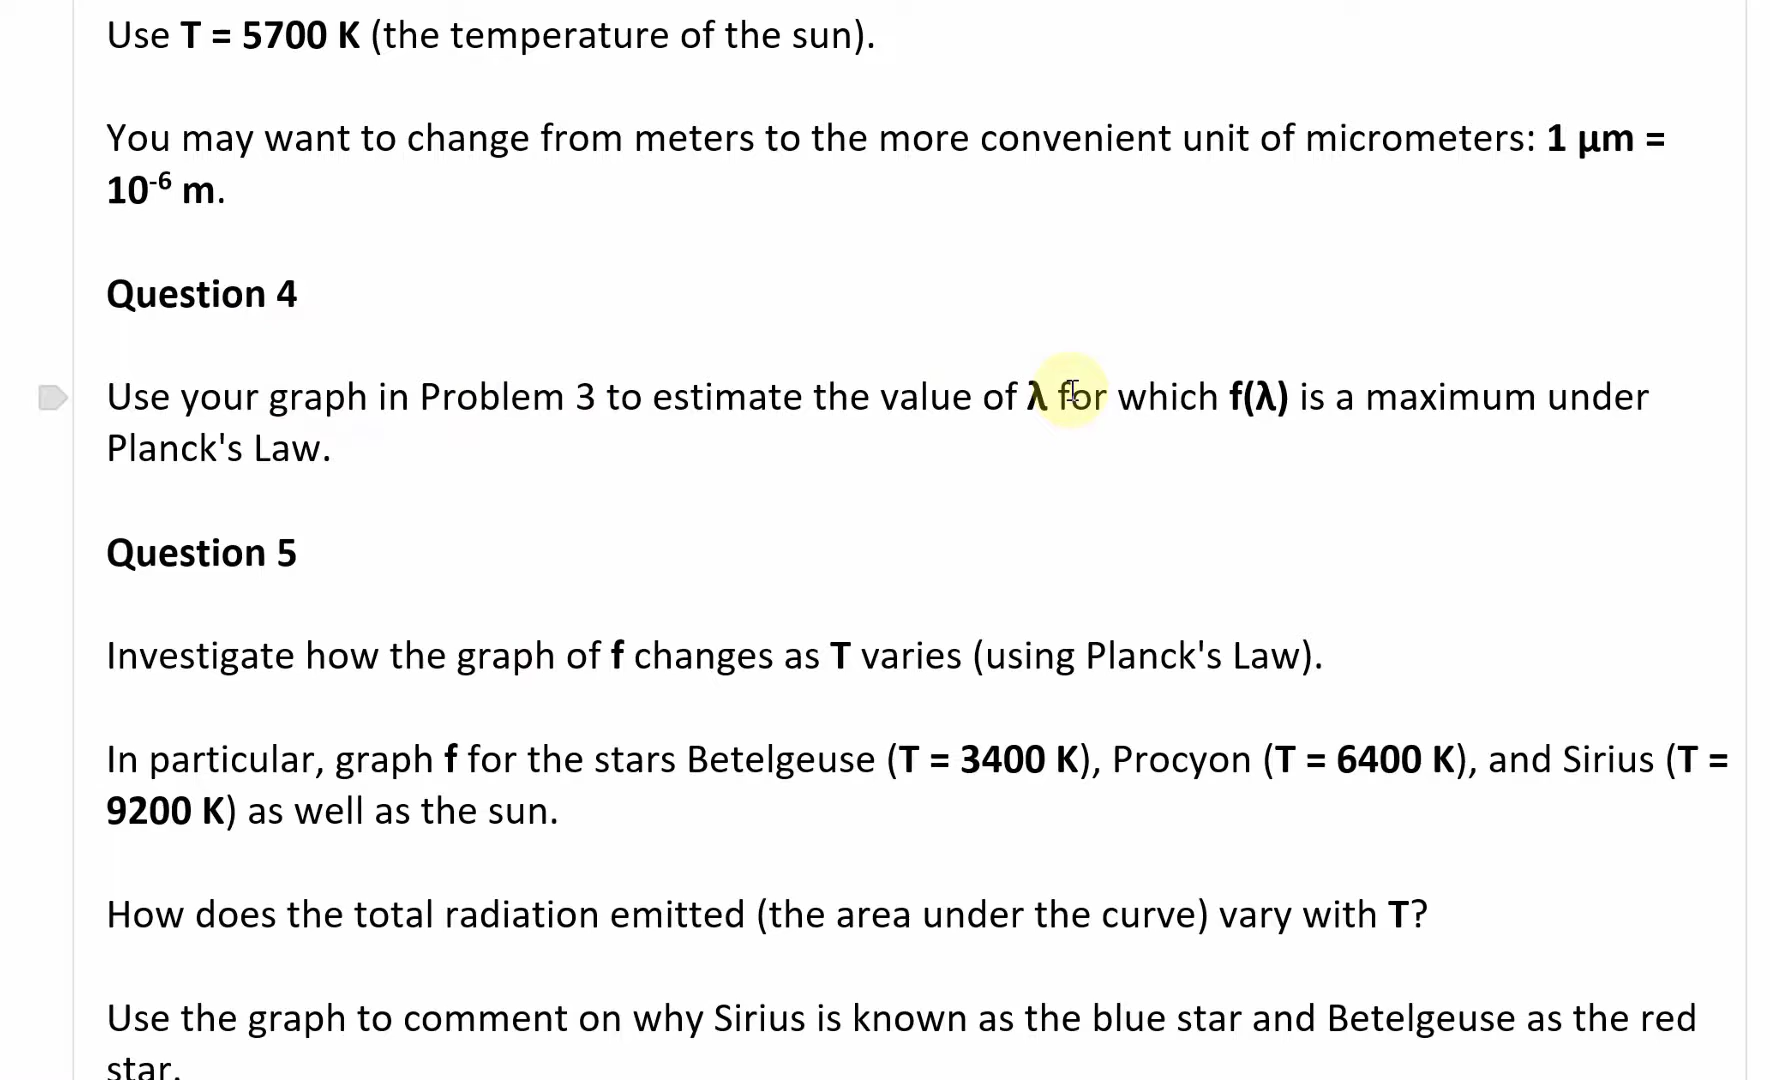 Use T = 5700 K (the temperature of the sun).
You may want to change from meters to the more convenient unit of micrometers: 1 µm =
10⁻⁶ m.
Question 4
Use your graph in Problem 3 to estimate the value of λ for which f(λ) is a maximum under
Planck's Law.
Question 5
Investigate how the graph of f changes as T varies (using Planck's Law).
In particular, graph f for the stars Betelgeuse (T = 3400 K), Procyon (T = 6400 K), and Sirius (T =
9200 K) as well as the sun.
How does the total radiation emitted (the area under the curve) vary with T?
Use the graph to comment on why Sirius is known as the blue star and Betelgeuse as the red
star.